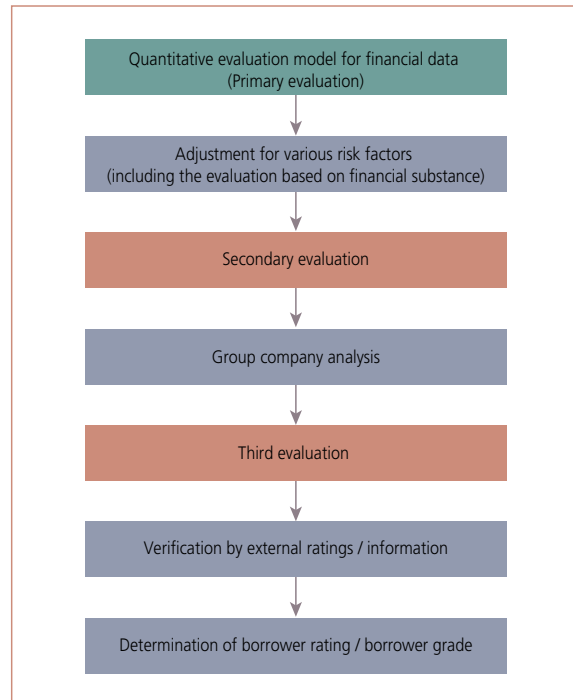 Quantitative evaluation model for financial data
(Primary evaluation)
Adjustment for various risk factors
(including the evaluation based on financial substance)
Secondary evaluation
Group company analysis
Third evaluation
Verification by external ratings / information
Determination of borrower rating / borrower grade